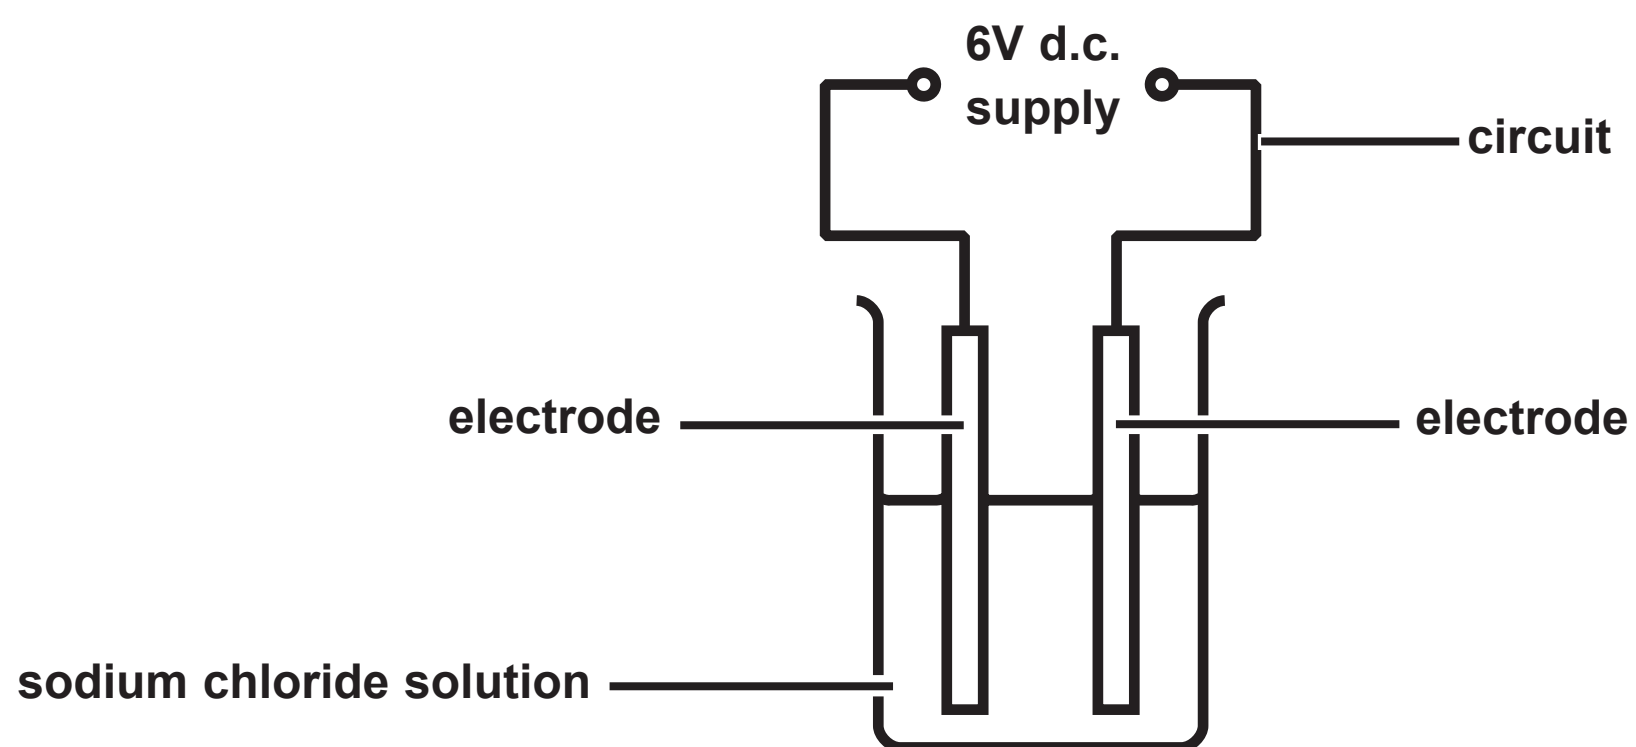 6V d.c.
supply
circuit
electrode
electrode
sodium chloride solution